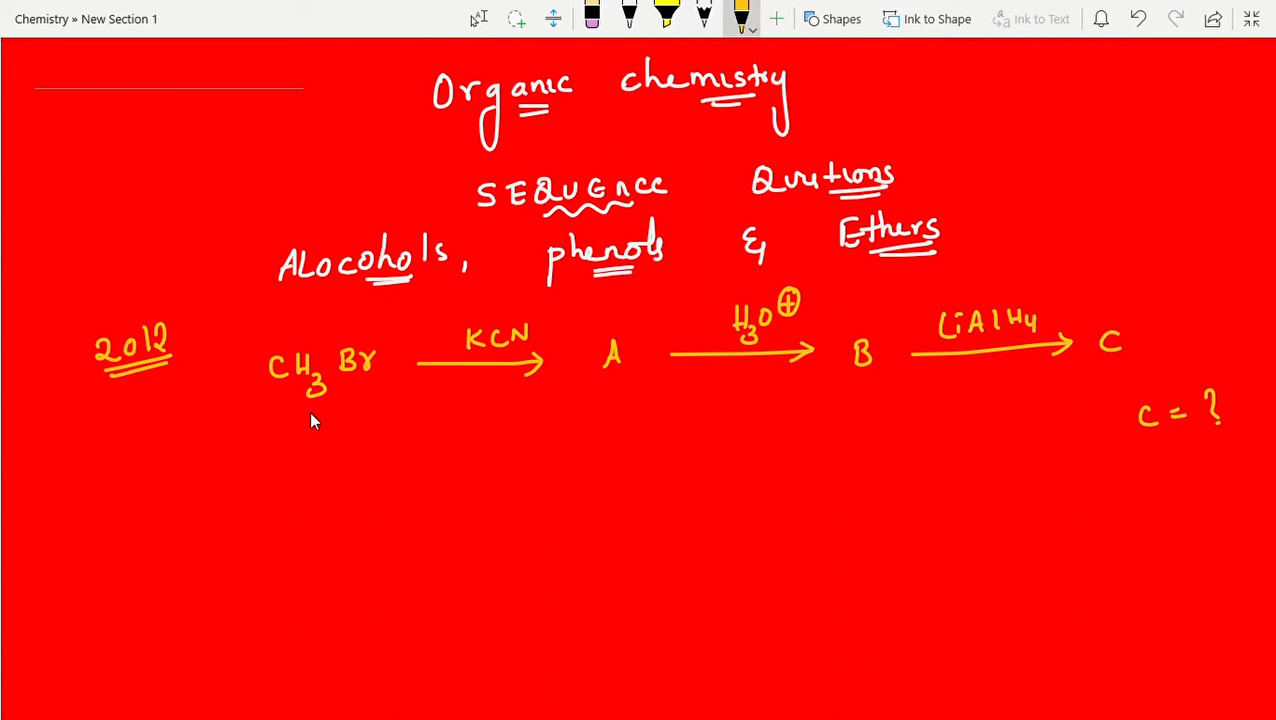 Chemistry » New Section 1
Shapes
Ink to Shape
Ink to Text
Organic chemistry
SEQUENCE Qustions
ALocohols, phenols & Ethers
2012 CH3Br KCN → A H3O⊕ → B LiAlH4 → C
C = ?